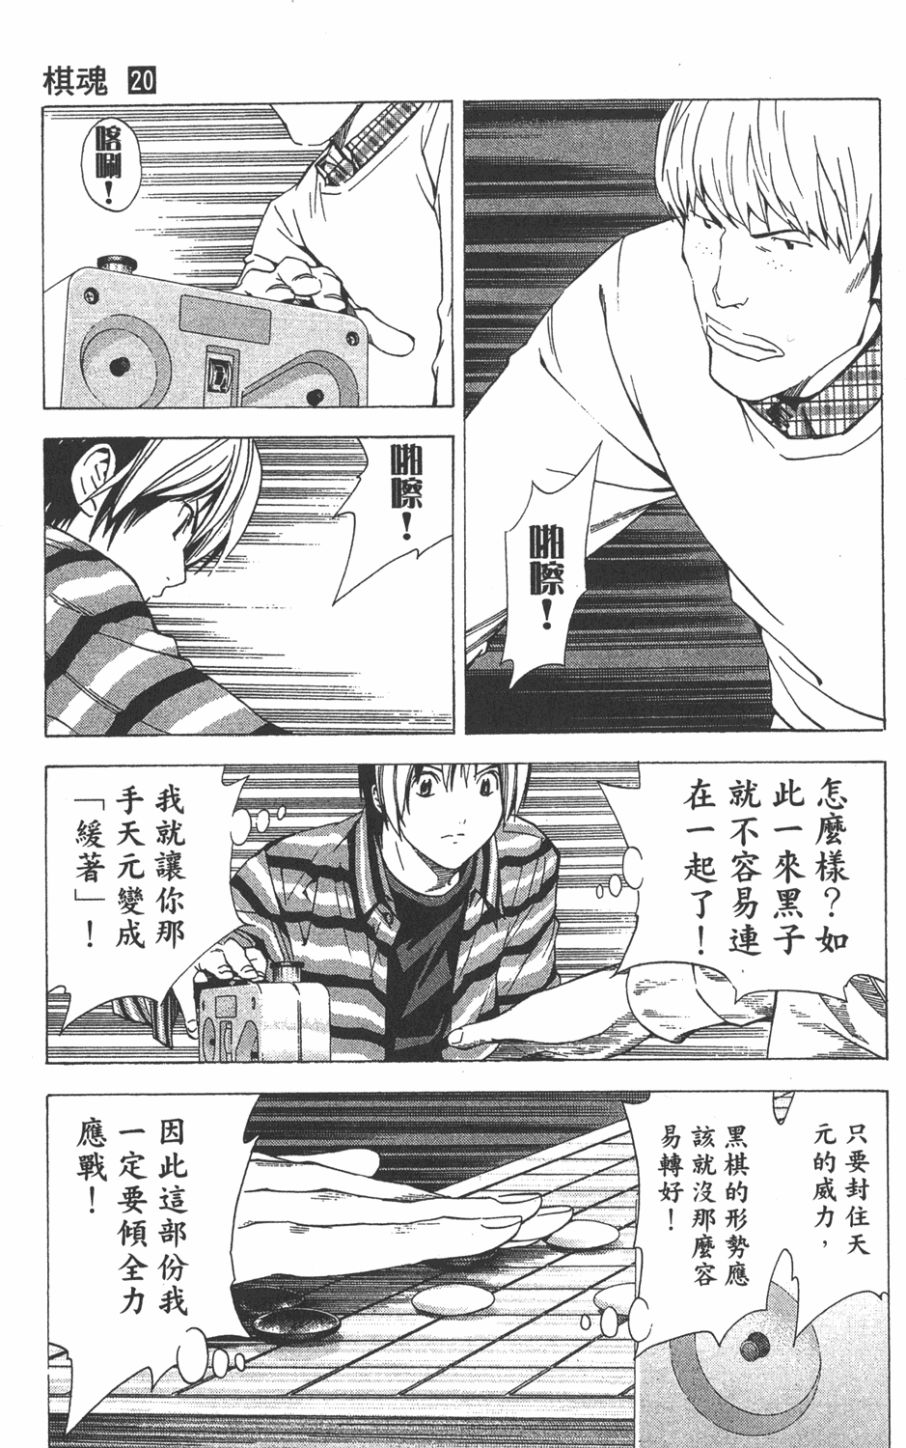 棋魂 20
啪嚓！
喀唰！
啪嚓！
怎麼樣？如
此一來黑子
就不容易連
在一起了！
我就讓你那
手天元變成
「緩著」！
只要封住天
元的威力，
黑棋的形勢應
該就沒那麼容
易轉好！
因此這部份我
一定要傾全力
應戰！